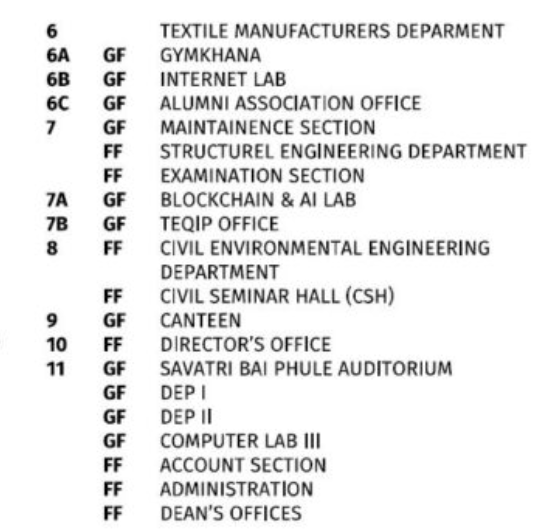 6 TEXTILE MANUFACTURERS DEPARMENT
6A GF GYMKHANA
6B GF INTERNET LAB
6C GF ALUMNI ASSOCIATION OFFICE
7 GF MAINTAINENCE SECTION
FF STRUCTUREL ENGINEERING DEPARTMENT
FF EXAMINATION SECTION
7A GF BLOCKCHAIN & AI LAB
7B GF TEQIP OFFICE
8 FF CIVIL ENVIRONMENTAL ENGINEERING
DEPARTMENT
FF CIVIL SEMINAR HALL (CSH)
9 GF CANTEEN
10 FF DIRECTOR'S OFFICE
11 GF SAVATRI BAI PHULE AUDITORIUM
GF DEP I
GF DEP II
GF COMPUTER LAB III
FF ACCOUNT SECTION
FF ADMINISTRATION
FF DEAN'S OFFICES